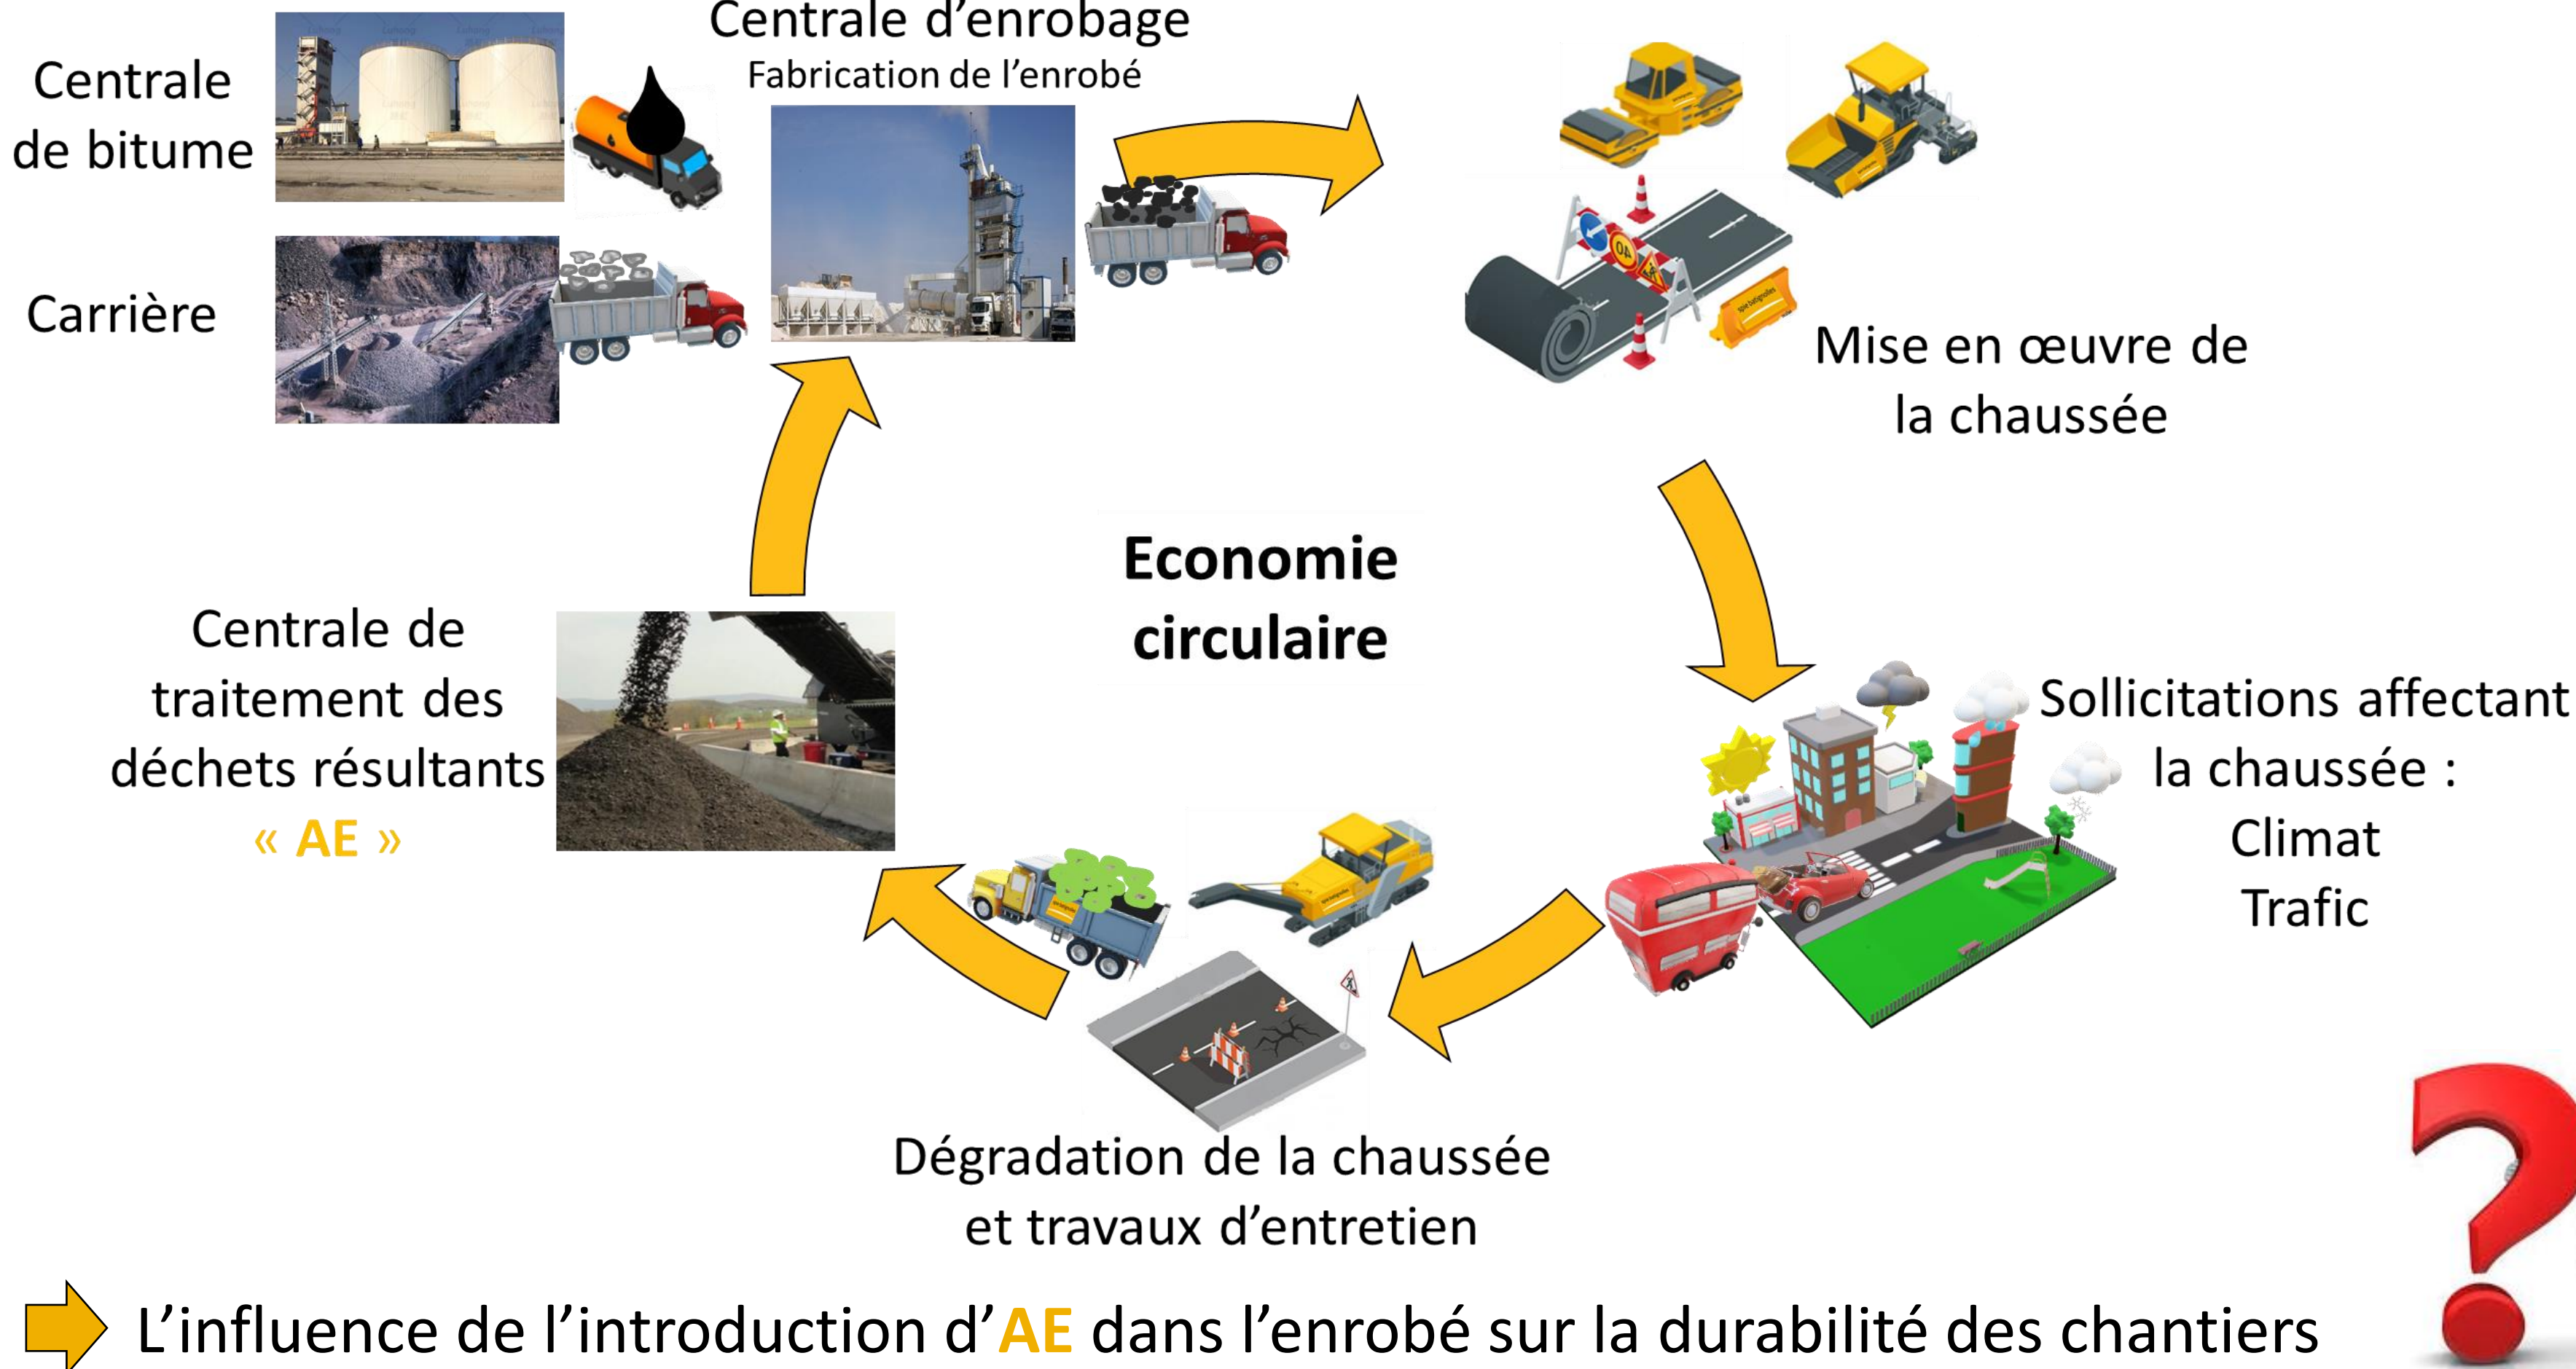 Centrale d’enrobage
Fabrication de l’enrobé
Centrale
de bitume
Carrière
spie batignolles
Mise en œuvre de
la chaussée
Economie
circulaire
Centrale de
traitement des
déchets résultants
« AE »
Sollicitations affectant
la chaussée :
Climat
Trafic
Dégradation de la chaussée
et travaux d’entretien
L’influence de l’introduction d’AE dans l’enrobé sur la durabilité des chantiers
?